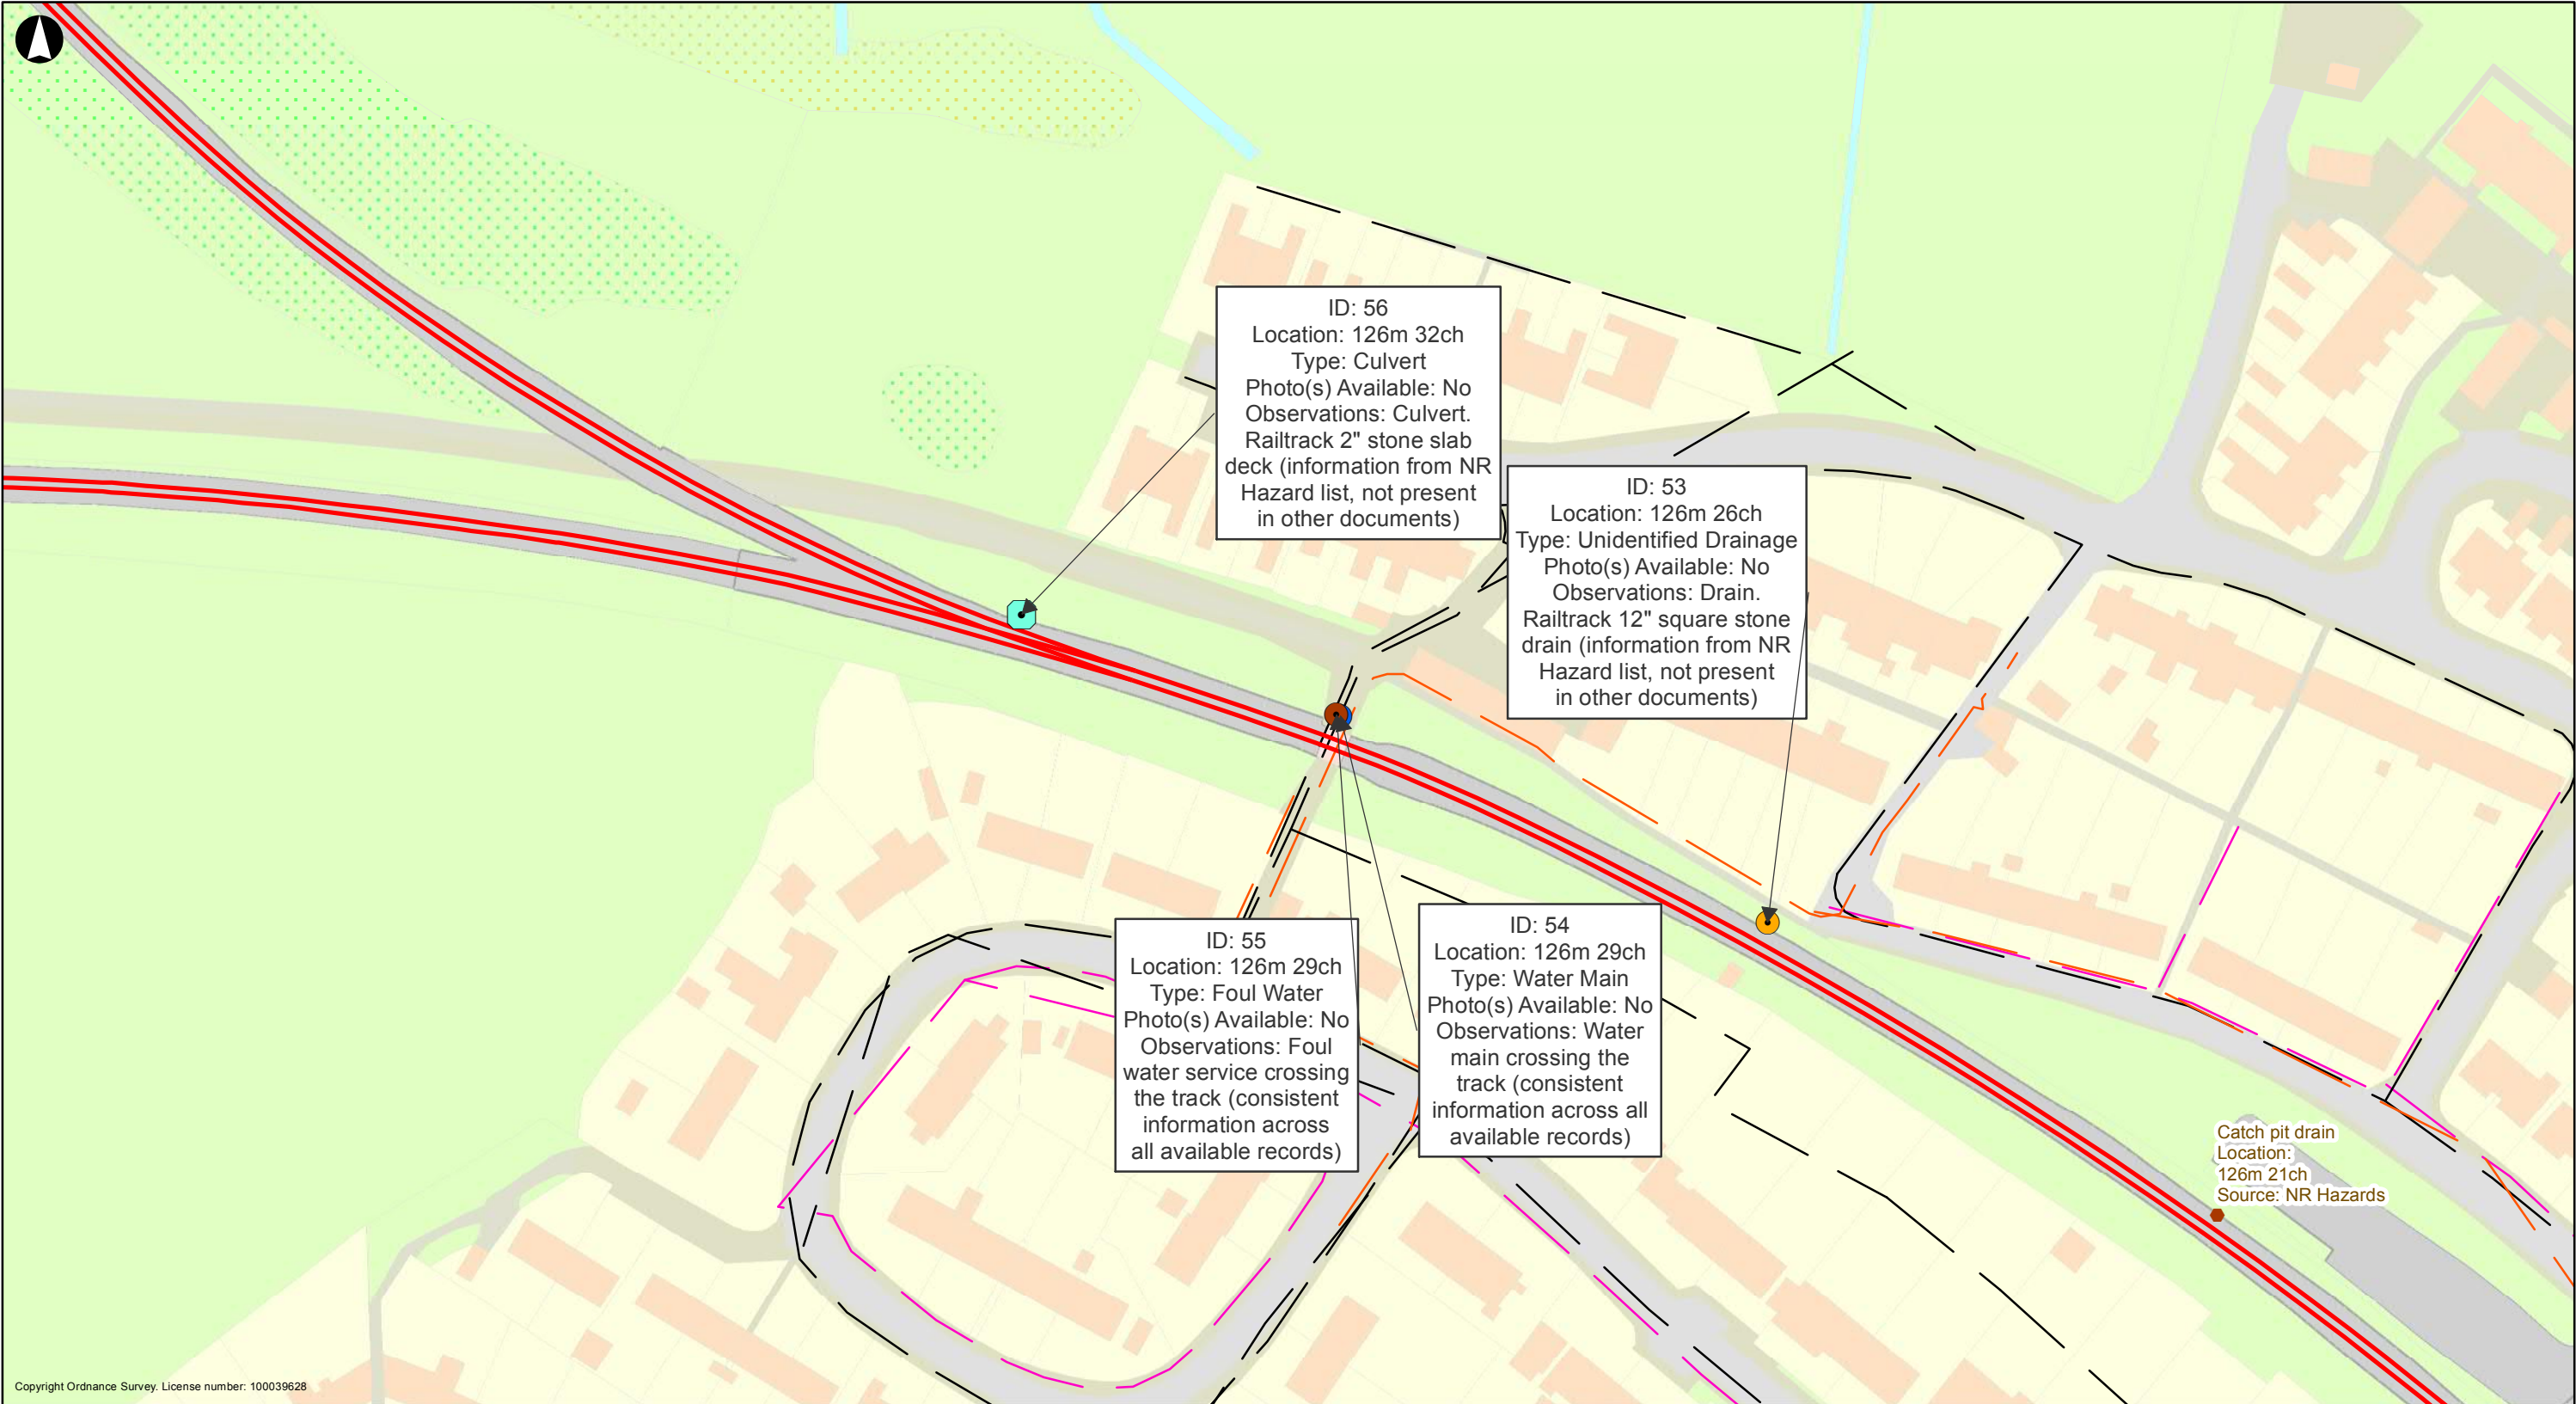 ID: 56
Location: 126m 32ch
Type: Culvert
Photo(s) Available: No
Observations: Culvert.
Railtrack 2" stone slab
deck (information from NR
Hazard list, not present
in other documents)
ID: 53
Location: 126m 26ch
Type: Unidentified Drainage
Photo(s) Available: No
Observations: Drain.
Railtrack 12" square stone
drain (information from NR
Hazard list, not present
in other documents)
ID: 55
Location: 126m 29ch
Type: Foul Water
Photo(s) Available: No
Observations: Foul
water service crossing
the track (consistent
information across
all available records)
ID: 54
Location: 126m 29ch
Type: Water Main
Photo(s) Available: No
Observations: Water
main crossing the
track (consistent
information across all
available records)
Catch pit drain
Location:
126m 21ch
Source: NR Hazards
Copyright Ordnance Survey. License number: 100039628